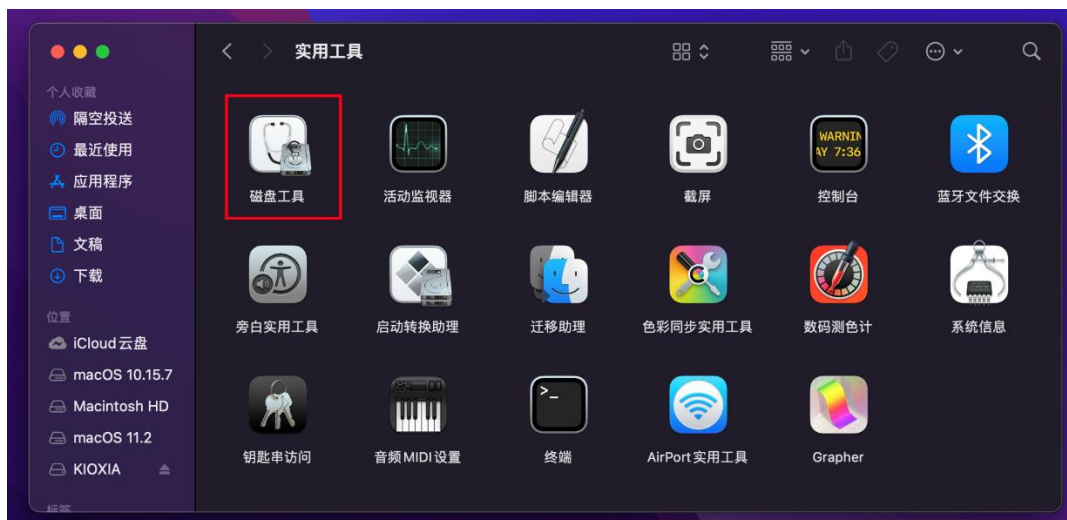 实用工具
个人收藏
隔空投送
最近使用
应用程序
桌面
文稿
下载
位置
iCloud云盘
macOS 10.15.7
Macintosh HD
macOS 11.2
KIOXIA
标签
WARNIN
AY 7:36
磁盘工具
活动监视器
脚本编辑器
截屏
控制台
蓝牙文件交换
旁白实用工具
启动转换助理
迁移助理
色彩同步实用工具
数码测色计
系统信息
>_
钥匙串访问
音频MIDI设置
终端
AirPort实用工具
Grapher